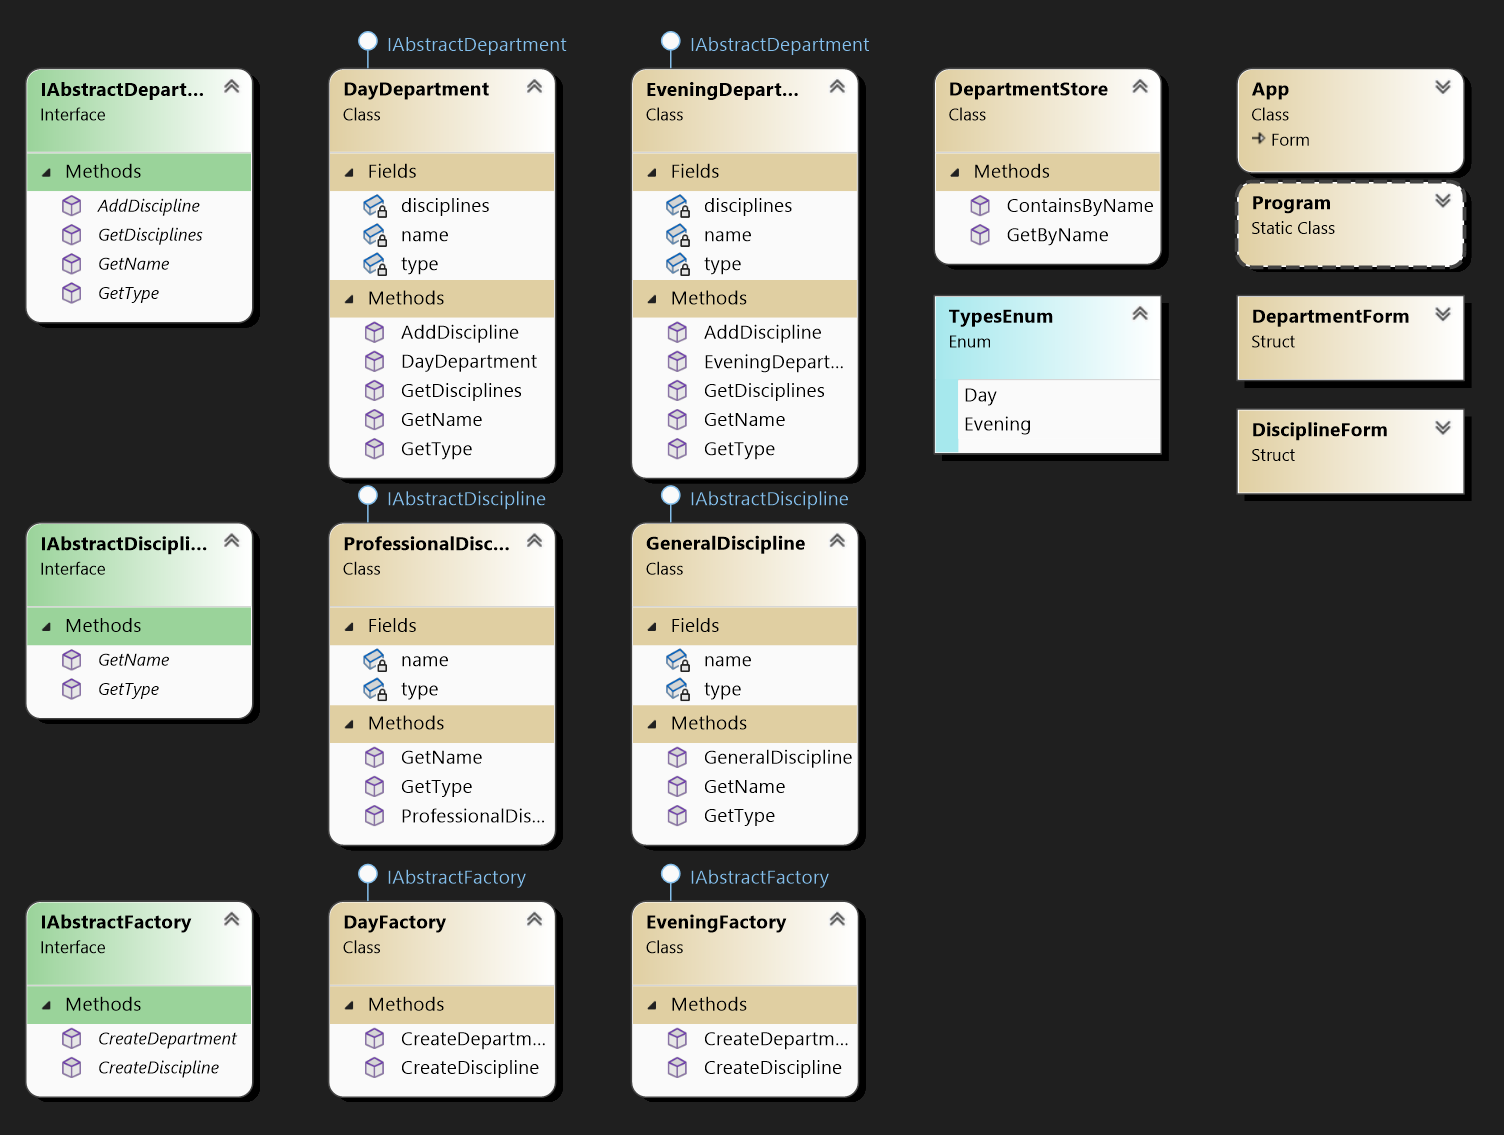 IAbstractDepartment
IAbstractDepartment
IAbstractDepart...
Interface
Methods
AddDiscipline
GetDisciplines
GetName
GetType
DayDepartment
Class
Fields
disciplines
name
type
Methods
AddDiscipline
DayDepartment
GetDisciplines
GetName
GetType
EveningDepart...
Class
Fields
disciplines
name
type
Methods
AddDiscipline
EveningDepart...
GetDisciplines
GetName
GetType
DepartmentStore
Class
Methods
ContainsByName
GetByName
TypesEnum
Enum
Day
Evening
App
Class
Form
Program
Static Class
DepartmentForm
Struct
DisciplineForm
Struct
IAbstractDiscipline
IAbstractDiscipline
IAbstractDiscipli...
Interface
Methods
GetName
GetType
ProfessionalDisc...
Class
Fields
name
type
Methods
GetName
GetType
ProfessionalDis...
GeneralDiscipline
Class
Fields
name
type
Methods
GeneralDiscipline
GetName
GetType
IAbstractFactory
IAbstractFactory
IAbstractFactory
Interface
Methods
CreateDepartment
CreateDiscipline
DayFactory
Class
Methods
CreateDepartm...
CreateDiscipline
EveningFactory
Class
Methods
CreateDepartm...
CreateDiscipline